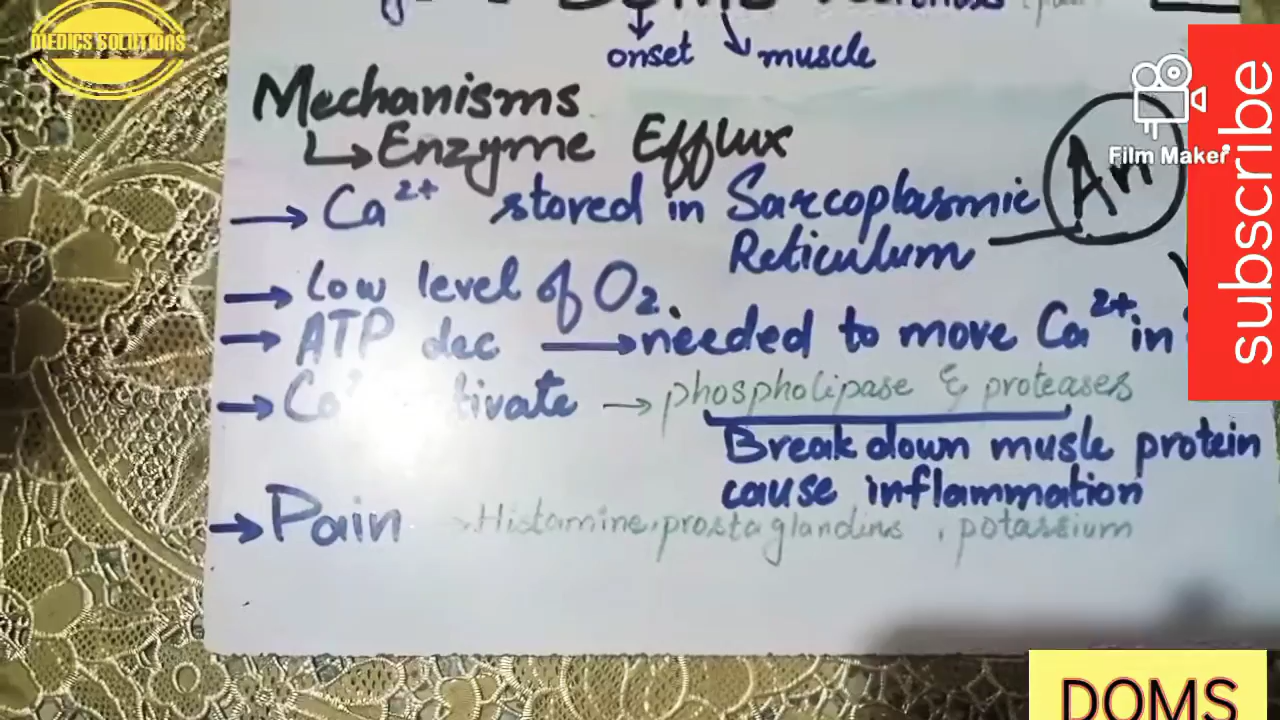 MEDICS SOLUTIONS
onset muscle
Mechanisms
Enzyme Efflux
Ca2+ stored in Sarcoplasmic
Reticulum
low level of O2
ATP dec → needed to move Ca2+ in
→ phospholipase & proteases
Break down musle protein
cause inflammation
Pain Histamine, prostaglandins, potassium
Film Maker
subscribe
DOMS